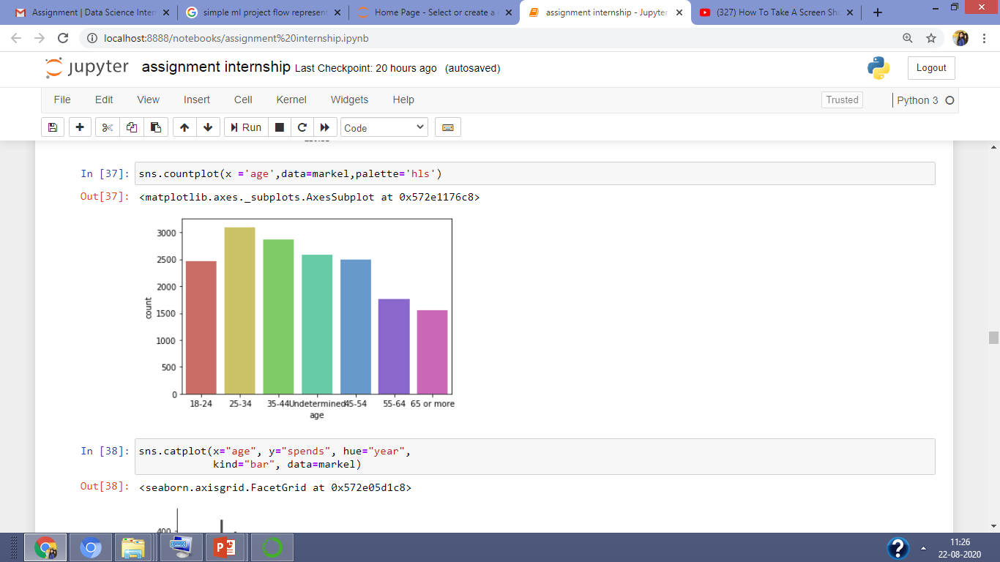 Assignment | Data Science Inter
simple ml project flow represent
Home Page - Select or create a
assignment internship - Jupyter
(327) How To Take A Screen Sh
localhost:8888/notebooks/assignment%20internship.ipynb
jupyter assignment internship Last Checkpoint: 20 hours ago (autosaved)
Logout
File Edit View Insert Cell Kernel Widgets Help
Trusted
Python 3
Run
Code
In [37]: sns.countplot(x ='age',data=markel,palette='hls')
Out[37]: <matplotlib.axes._subplots.AxesSubplot at 0x572e1176c8>
3000
2500
2000
1500
1000
500
0
count
18-24 25-34 35-44 Undetermined 45-54 55-64 65 or more
age
In [38]: sns.catplot(x="age", y="spends", hue="year",
kind="bar", data=markel)
Out[38]: <seaborn.axisgrid.FacetGrid at 0x572e05d1c8>
400
11:26
22-08-2020